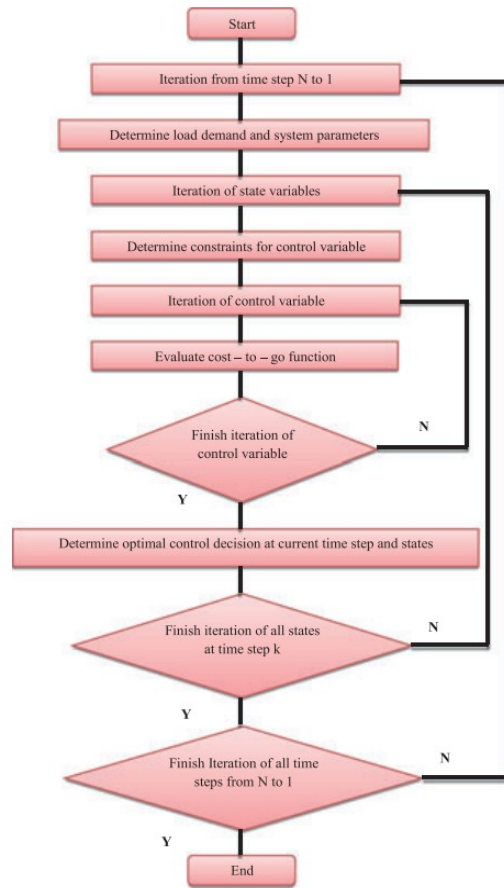 Start
Iteration from time step N to 1
Determine load demand and system parameters
Iteration of state variables
Determine constraints for control variable
Iteration of control variable
Evaluate cost – to – go function
Finish iteration of
control variable
N
Y
Determine optimal control decision at current time step and states
Finish iteration of all states
at time step k
N
Y
Finish Iteration of all time
steps from N to 1
N
Y
End